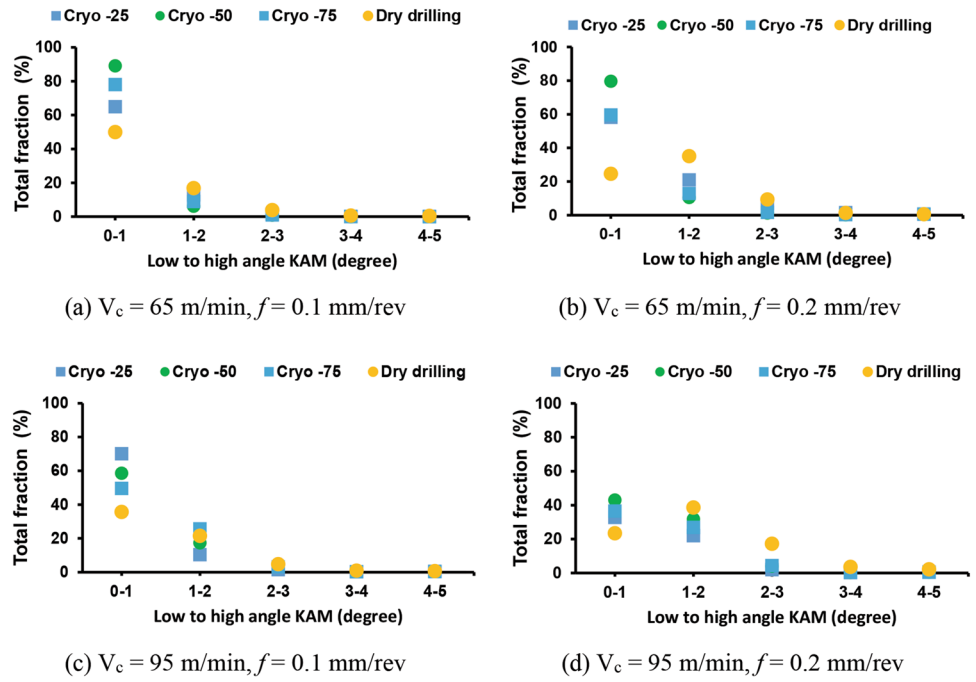 Cryo -25 Cryo -50 Cryo -75 Dry drilling
Total fraction (%)
100
80
60
40
20
0
0-1 1-2 2-3 3-4 4-5
Low to high angle KAM (degree)
(a) Vc = 65 m/min, f = 0.1 mm/rev
Cryo -25 Cryo -50 Cryo -75 Dry drilling
Total fraction (%)
100
80
60
40
20
0
0-1 1-2 2-3 3-4 4-5
Low to high angle KAM (degree)
(b) Vc = 65 m/min, f = 0.2 mm/rev
Cryo -25 Cryo -50 Cryo -75 Dry drilling
Total fraction (%)
100
80
60
40
20
0
0-1 1-2 2-3 3-4 4-5
Low to high angle KAM (degree)
(c) Vc = 95 m/min, f = 0.1 mm/rev
Cryo -25 Cryo -50 Cryo -75 Dry drilling
Total fraction (%)
100
80
60
40
20
0
0-1 1-2 2-3 3-4 4-5
Low to high angle KAM (degree)
(d) Vc = 95 m/min, f = 0.2 mm/rev